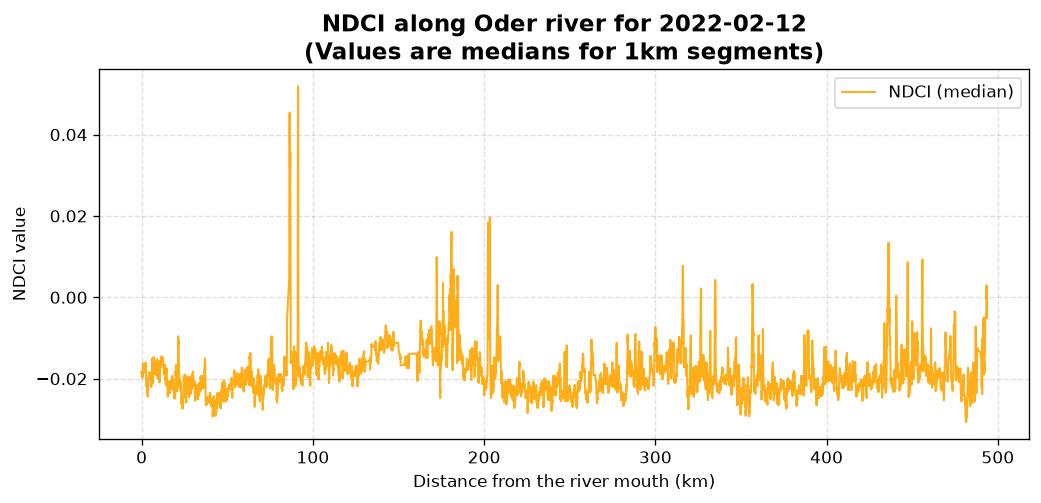 NDCI along Oder river for 2022-02-12
(Values are medians for 1km segments)
NDCI (median)
0.04
0.02
0.00
−0.02
NDCI value
0
100
200
300
400
500
Distance from the river mouth (km)